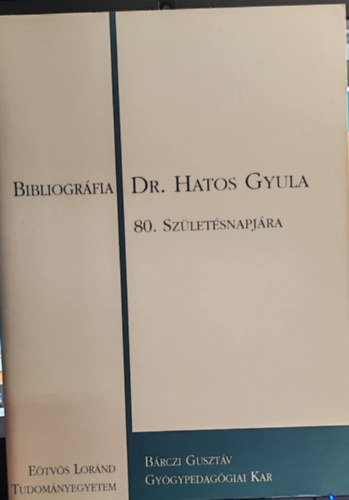 BIBLIOGRÁFIA
DR. HATOS GYULA
80. SZÜLETÉSNAPJÁRA
EÖTVÖS LORÁND
TUDOMÁNYEGYETEM
BÁRCZI GUSZTÁV
GYÓGYPEDAGÓGIAI KAR